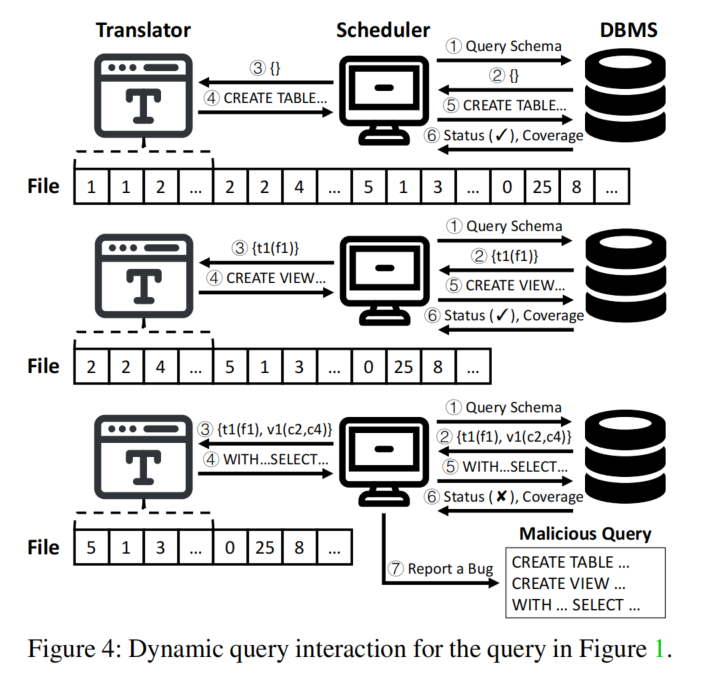 Translator Scheduler DBMS
① Query Schema
③ {} ② {}
④ CREATE TABLE... ⑤ CREATE TABLE...
T
⑥ Status (✓), Coverage
File 1 1 2 ... 2 2 4 ... 5 1 3 ... 0 25 8 ...
① Query Schema
③ {t1(f1)} ② {t1(f1)}
④ CREATE VIEW... ⑤ CREATE VIEW...
T
⑥ Status (✓), Coverage
File 2 2 4 ... 5 1 3 ... 0 25 8 ...
① Query Schema
③ {t1(f1), v1(c2,c4)} ② {t1(f1), v1(c2,c4)}
④ WITH...SELECT... ⑤ WITH...SELECT...
T
⑥ Status (✘), Coverage
File 5 1 3 ... 0 25 8 ...
Malicious Query
⑦ Report a Bug
CREATE TABLE ...
CREATE VIEW ...
WITH ... SELECT ...
Figure 4: Dynamic query interaction for the query in Figure 1.